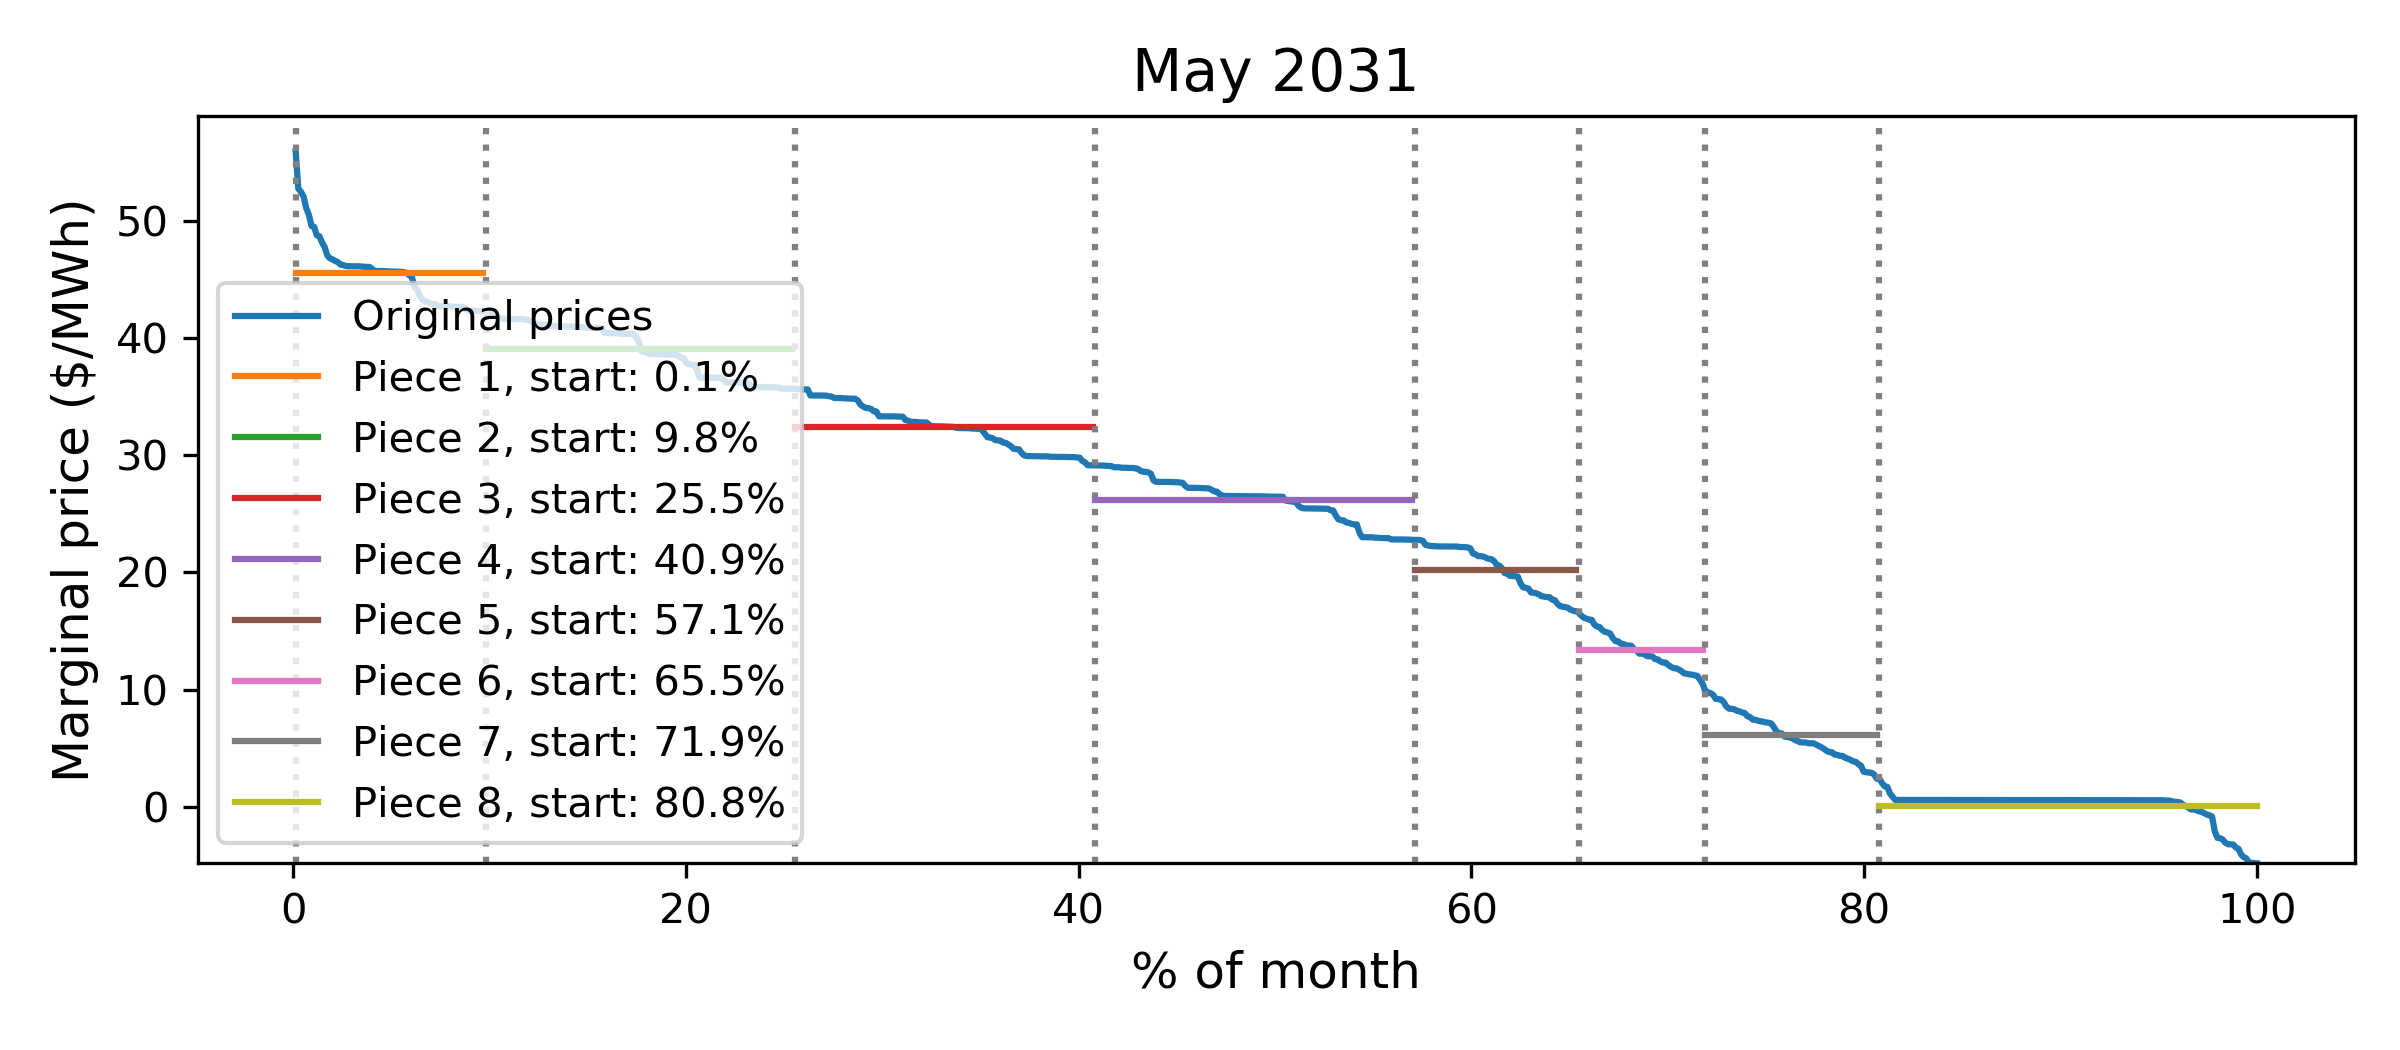 May 2031
Marginal price ($/MWh)
50
40
30
20
10
0
Original prices
Piece 1, start: 0.1%
Piece 2, start: 9.8%
Piece 3, start: 25.5%
Piece 4, start: 40.9%
Piece 5, start: 57.1%
Piece 6, start: 65.5%
Piece 7, start: 71.9%
Piece 8, start: 80.8%
0 20 40 60 80 100
% of month